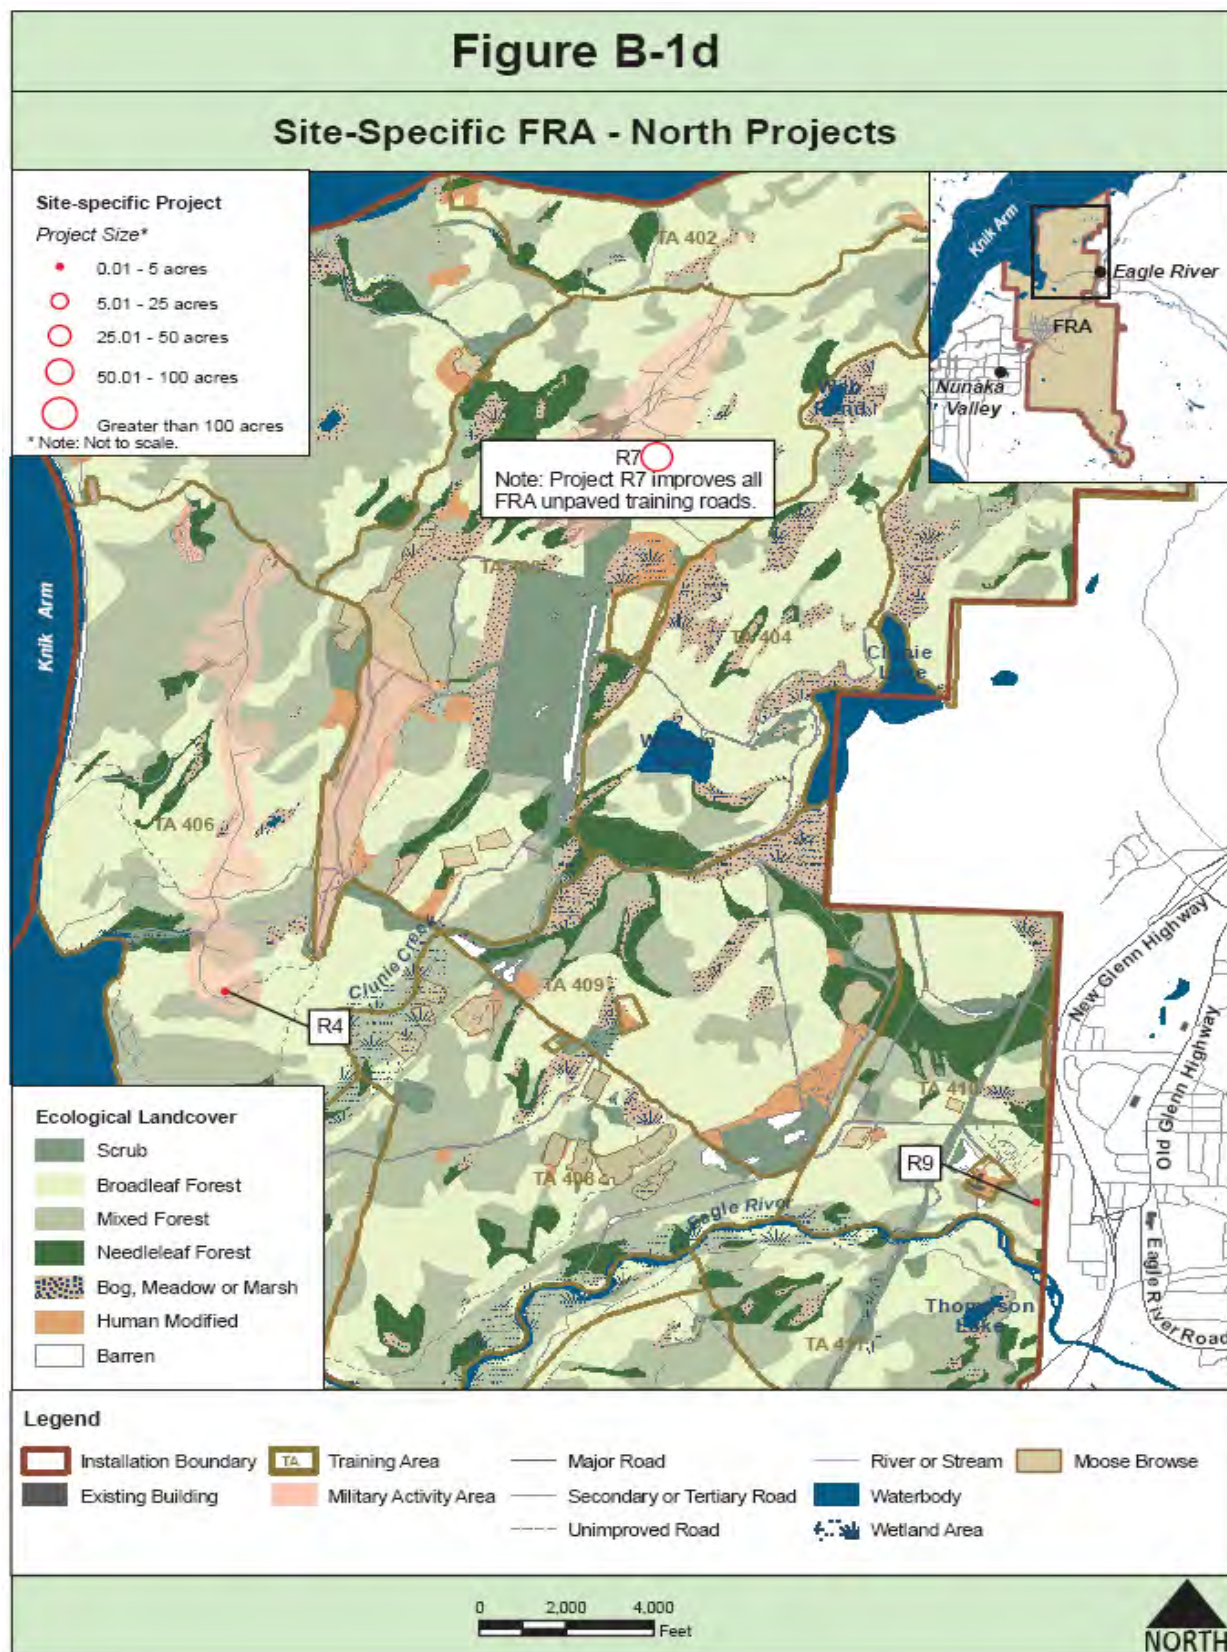 Figure B-1d
Site-Specific FRA - North Projects
Site-specific Project
Project Size*
0.01 - 5 acres
5.01 - 25 acres
25.01 - 50 acres
50.01 - 100 acres
Greater than 100 acres
* Note: Not to scale.
TA 402
Knik Arm
Eagle River
FRA
Nunaka
Valley
R7
Note: Project R7 improves all
FRA unpaved training roads.
Knik Arm
TA 404
Clunie
Lake
TA 406
Clunie Creek
TA 409
R4
New Glenn Highway
Old Glenn Highway
TA 410
R9
TA 408
Eagle River
Eagle River Road
Thompson
Lake
TA 411
Ecological Landcover
Scrub
Broadleaf Forest
Mixed Forest
Needleleaf Forest
Bog, Meadow or Marsh
Human Modified
Barren
Legend
Installation Boundary
TA
Training Area
Major Road
River or Stream
Moose Browse
Existing Building
Military Activity Area
Secondary or Tertiary Road
Waterbody
Unimproved Road
Wetland Area
0 2,000 4,000
Feet
NORTH